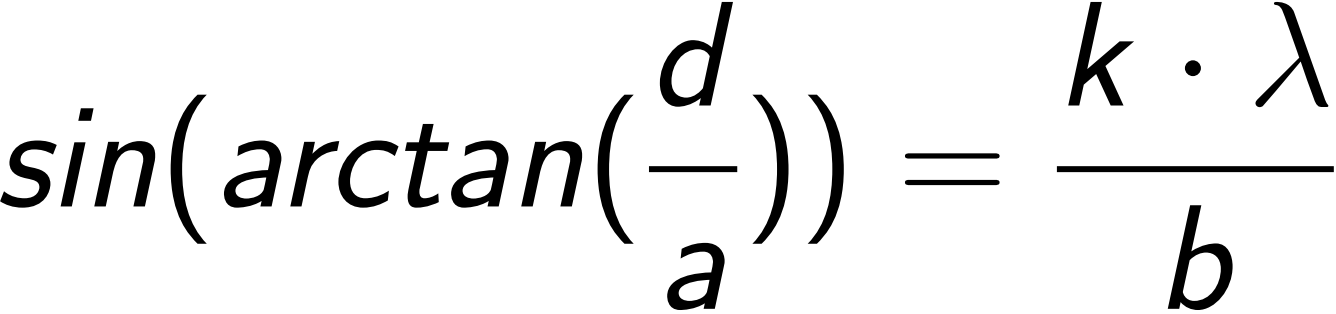 sin(arctan(d/a)) = k · λ/b